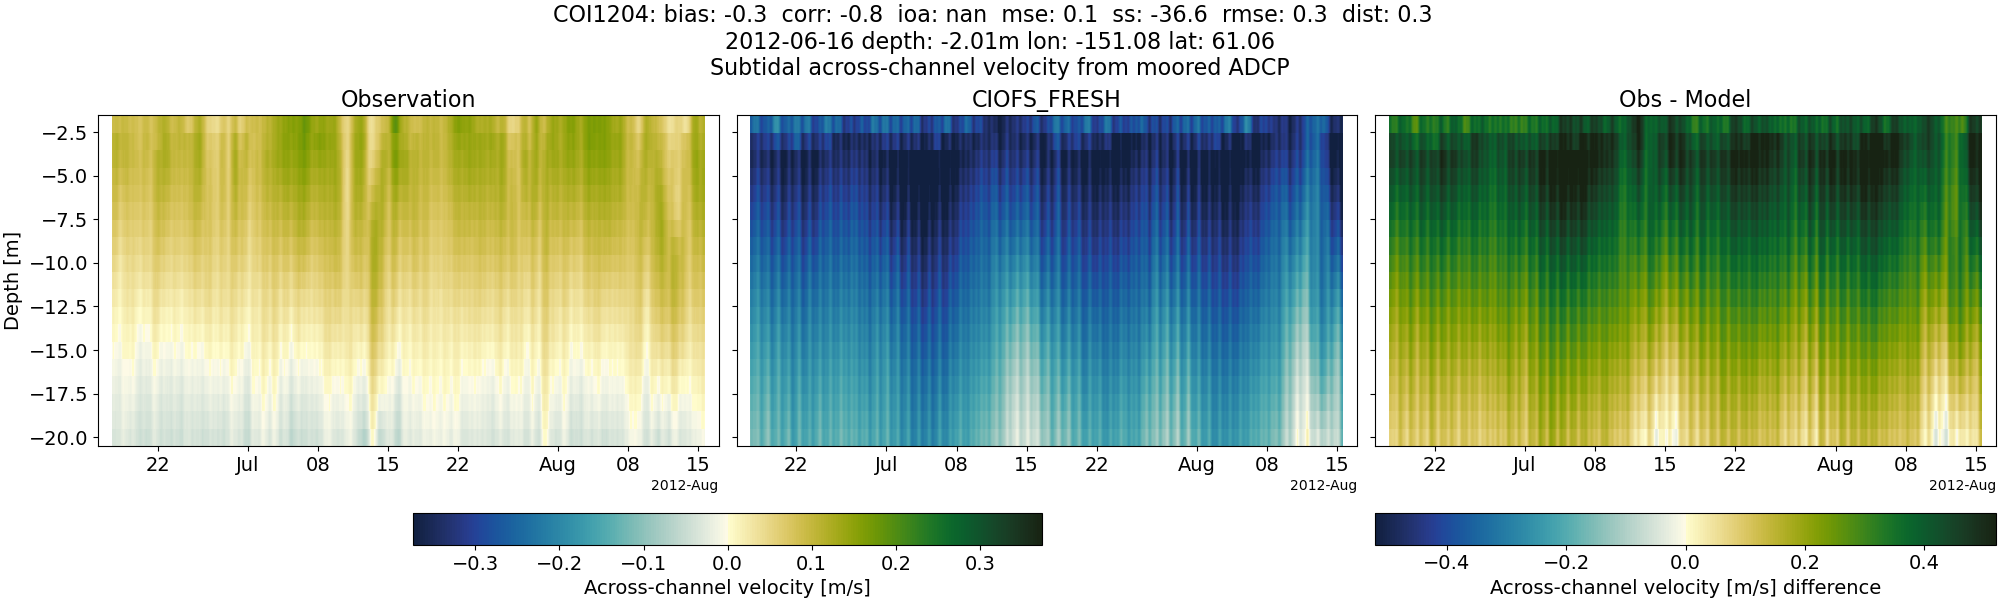 COI1204: bias: -0.3  corr: -0.8  ioa: nan  mse: 0.1  ss: -36.6  rmse: 0.3  dist: 0.3
2012-06-16 depth: -2.01m lon: -151.08 lat: 61.06
Subtidal across-channel velocity from moored ADCP
Observation
CIOFS_FRESH
Obs - Model
Depth [m]
−2.5
−5.0
−7.5
−10.0
−12.5
−15.0
−17.5
−20.0
22 Jul 08 15 22 Aug 08 15
2012-Aug
22 Jul 08 15 22 Aug 08 15
2012-Aug
22 Jul 08 15 22 Aug 08 15
2012-Aug
−0.3 −0.2 −0.1 0.0 0.1 0.2 0.3
Across-channel velocity [m/s]
−0.4 −0.2 0.0 0.2 0.4
Across-channel velocity [m/s] difference